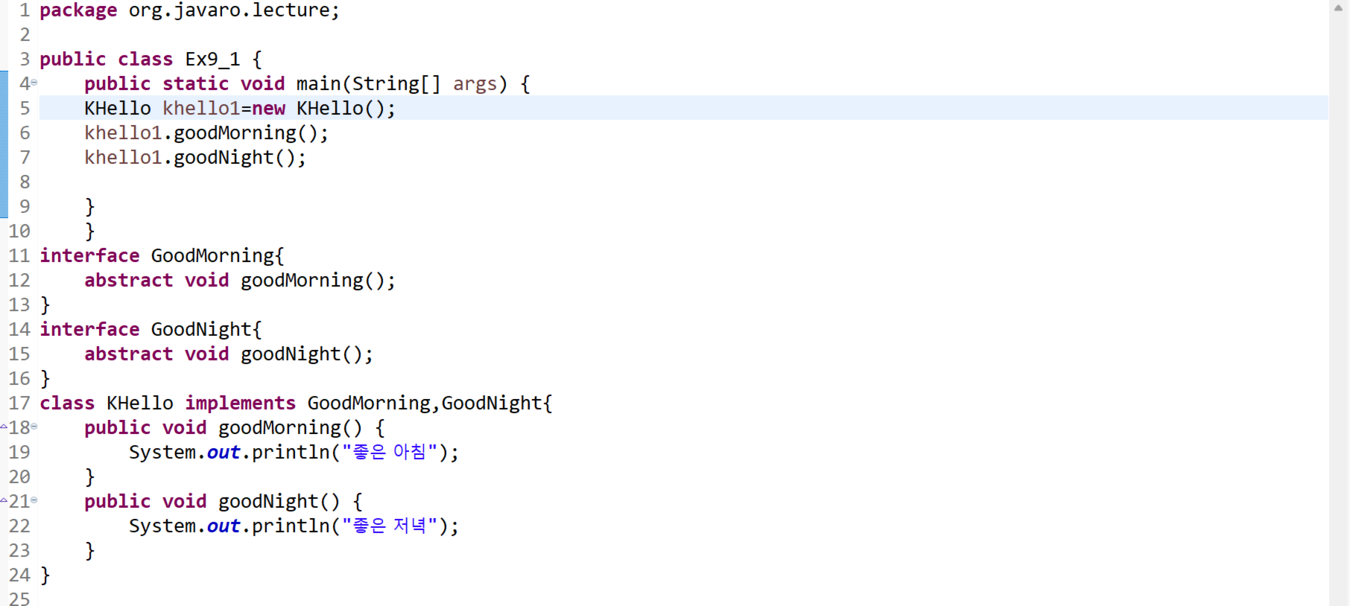 1 package org.javaro.lecture;
2
3 public class Ex9_1 {
4 public static void main(String[] args) {
5 KHello khello1=new KHello();
6 khello1.goodMorning();
7 khello1.goodNight();
8
9 }
10 }
11 interface GoodMorning{
12 abstract void goodMorning();
13 }
14 interface GoodNight{
15 abstract void goodNight();
16 }
17 class KHello implements GoodMorning,GoodNight{
18 public void goodMorning() {
19 System.out.println("좋은 아침");
20 }
21 public void goodNight() {
22 System.out.println("좋은 저녁");
23 }
24 }
25